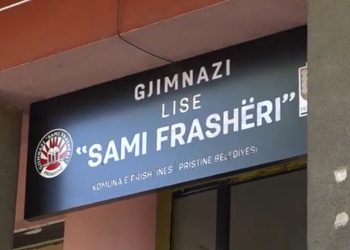 GJIMNAZI
LISE
"SAMI FRASHËRI"
KOMUNA E PRISHTINËS | PRISTINE BELEDIYESI